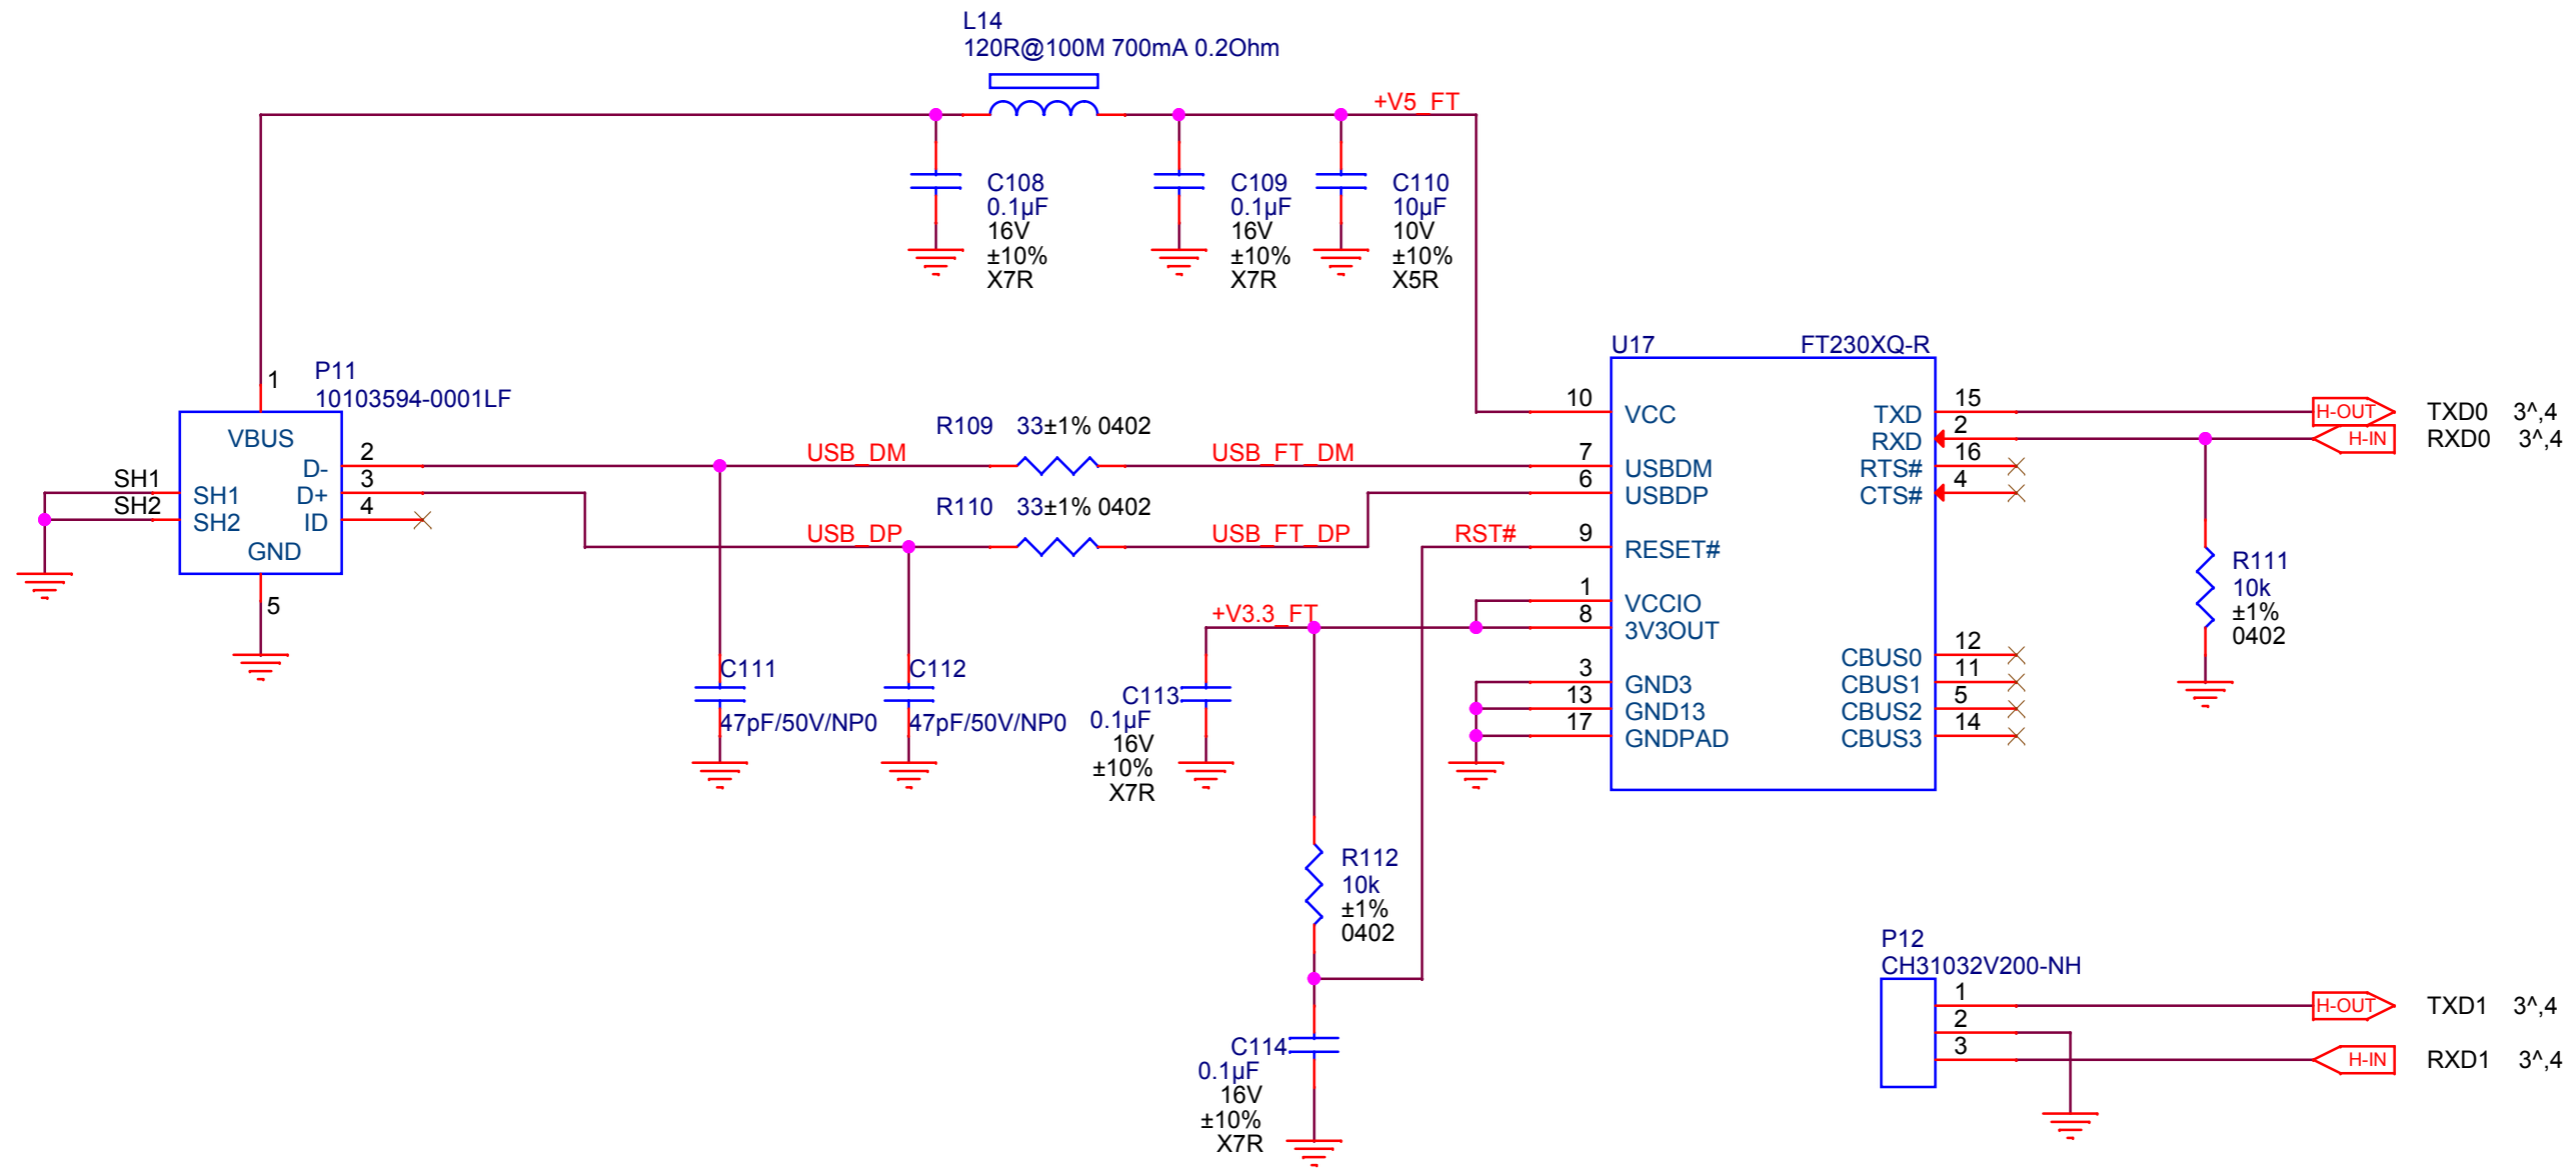 L14
120R@100M 700mA 0.2Ohm
+V5_FT
C108
0.1µF
16V
±10%
X7R
C109
0.1µF
16V
±10%
X7R
C110
10µF
10V
±10%
X5R
P11
10103594-0001LF
1
VBUS
D- 2
D+ 3
ID 4
SH1 SH1
SH2 SH2
GND
5
USB_DM
R109 33±1% 0402
USB_FT_DM
USB_DP
R110 33±1% 0402
USB_FT_DP
RST#
+V3.3_FT
C111
47pF/50V/NP0
C112
47pF/50V/NP0
C113
0.1µF
16V
±10%
X7R
R112
10k
±1%
0402
C114
0.1µF
16V
±10%
X7R
U17 FT230XQ-R
10 VCC
7 USBDM
6 USBDP
9 RESET#
1 VCCIO
8 3V3OUT
3 GND3
13 GND13
17 GNDPAD
TXD 15
RXD 2
RTS# 16
CTS# 4
CBUS0 12
CBUS1 11
CBUS2 5
CBUS3 14
H-OUT TXD0 3^,4
H-IN RXD0 3^,4
R111
10k
±1%
0402
P12
CH31032V200-NH
1
2
3
H-OUT TXD1 3^,4
H-IN RXD1 3^,4